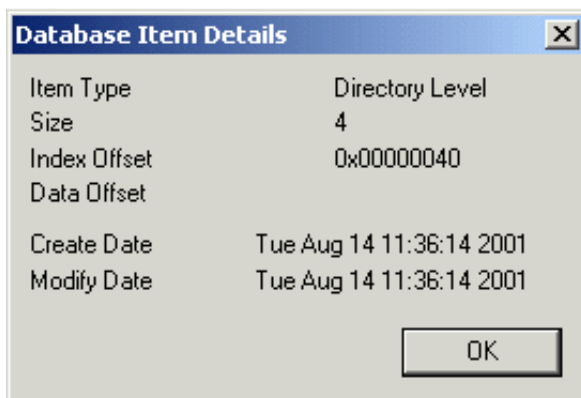 Database Item Details
Item Type Directory Level
Size 4
Index Offset 0x00000040
Data Offset
Create Date Tue Aug 14 11:36:14 2001
Modify Date Tue Aug 14 11:36:14 2001
OK